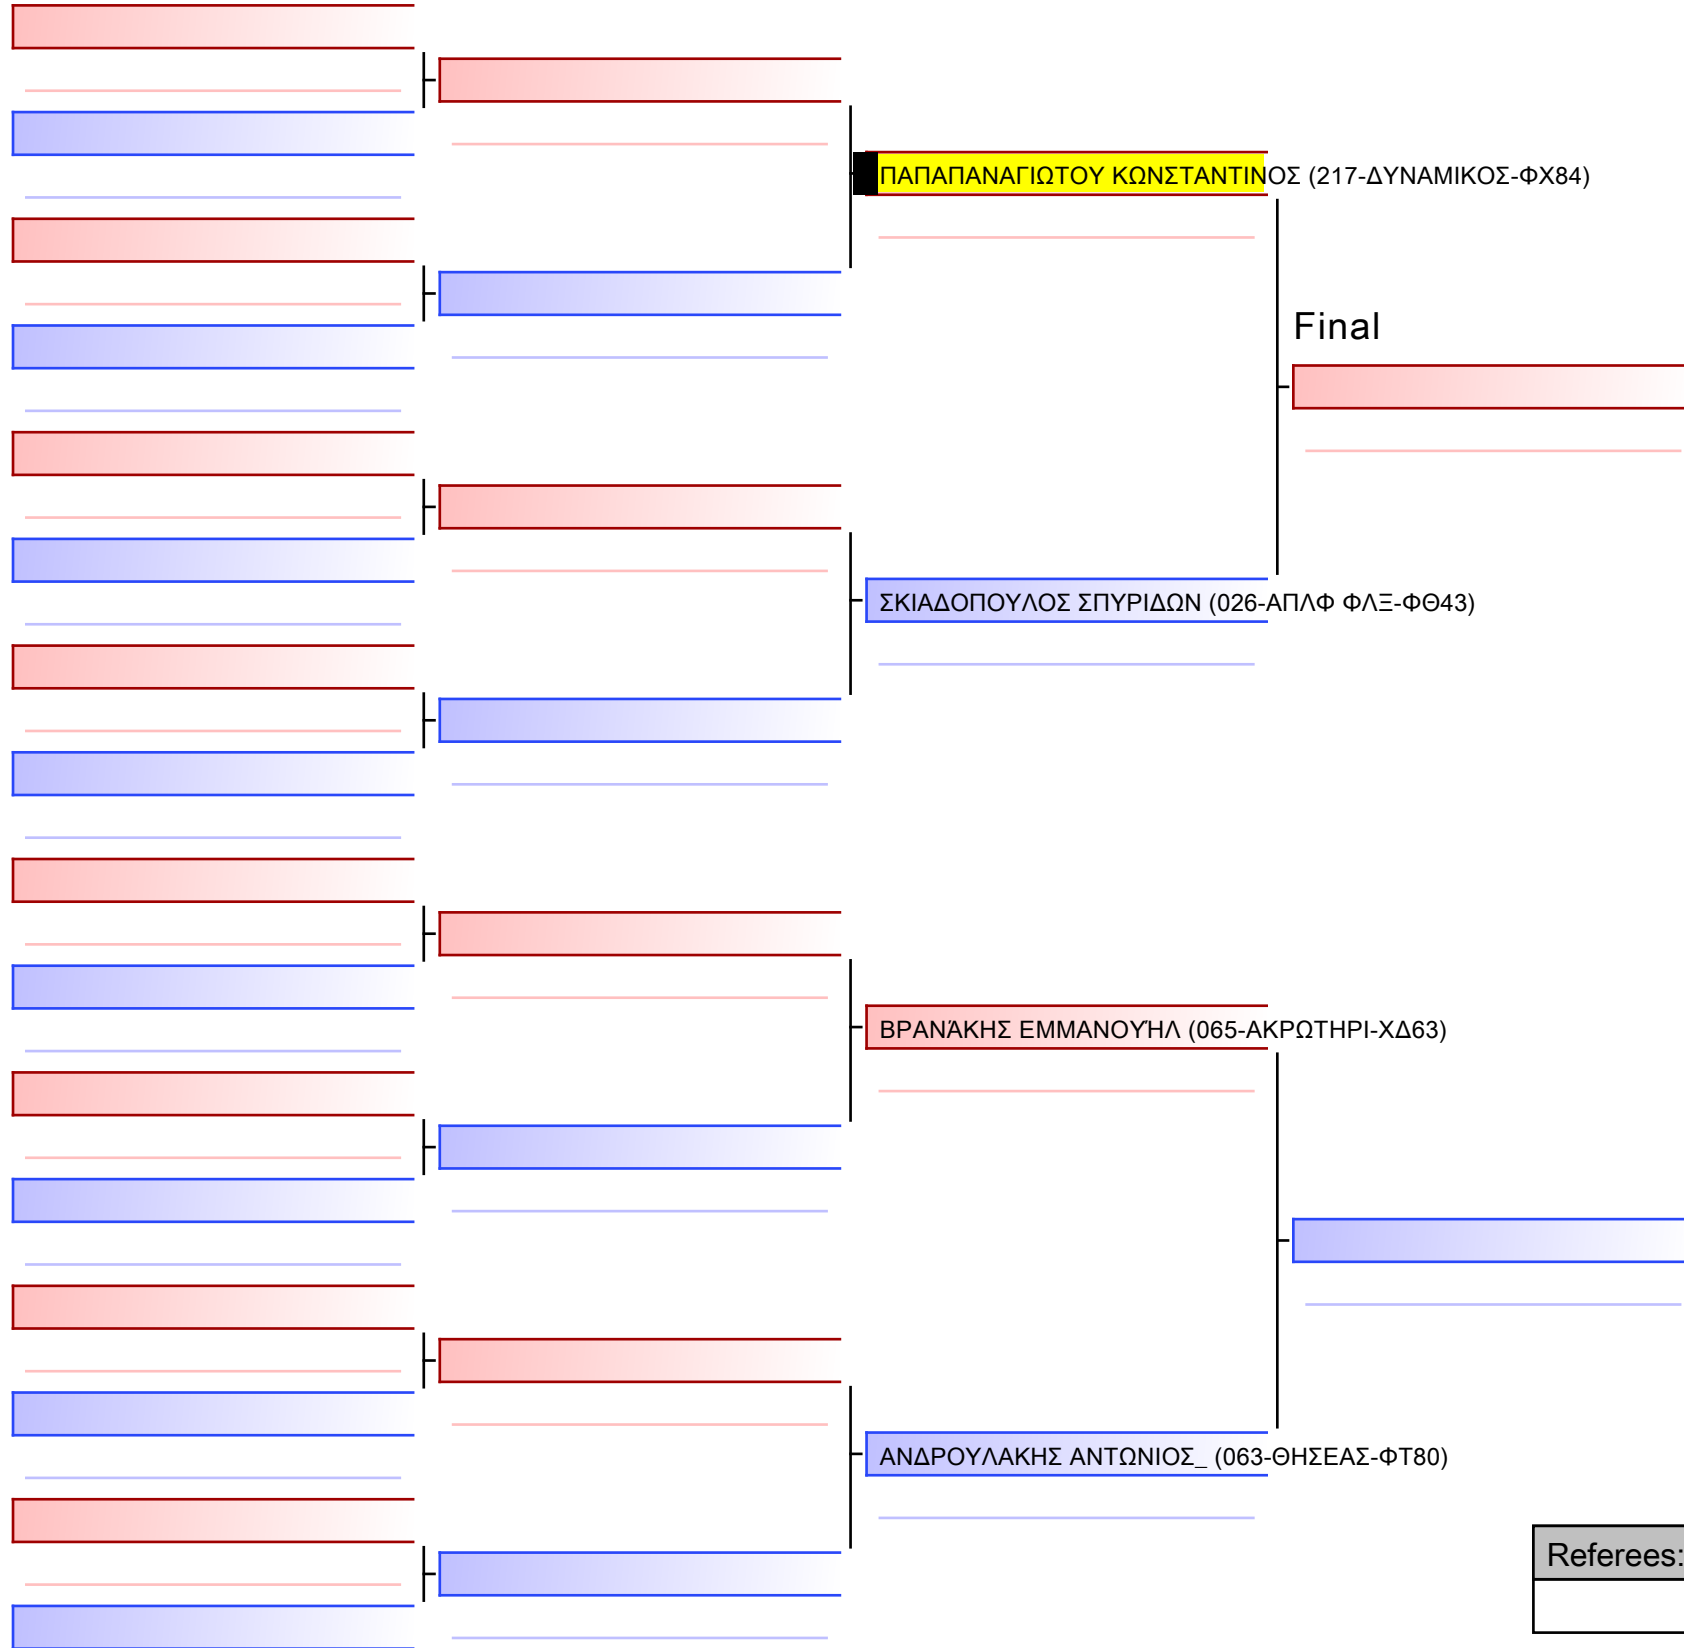 ΠΑΠΑΠΑΝΑΓΙΩΤΟΥ ΚΩΝΣΤΑΝΤΙΝΟΣ (217-ΔΥΝΑΜΙΚΟΣ-ΦΧ84)
Final
ΣΚΙΑΔΟΠΟΥΛΟΣ ΣΠΥΡΙΔΩΝ (026-ΑΠΛΦ ΦΛΞ-ΦΘ43)
ΒΡΑΝΆΚΗΣ ΕΜΜΑΝΟΥΉΛ (065-ΑΚΡΩΤΗΡΙ-ΧΔ63)
ΑΝΔΡΟΥΛΑΚΗΣ ΑΝΤΩΝΙΟΣ_ (063-ΘΗΣΕΑΣ-ΦΤ80)
Referees: